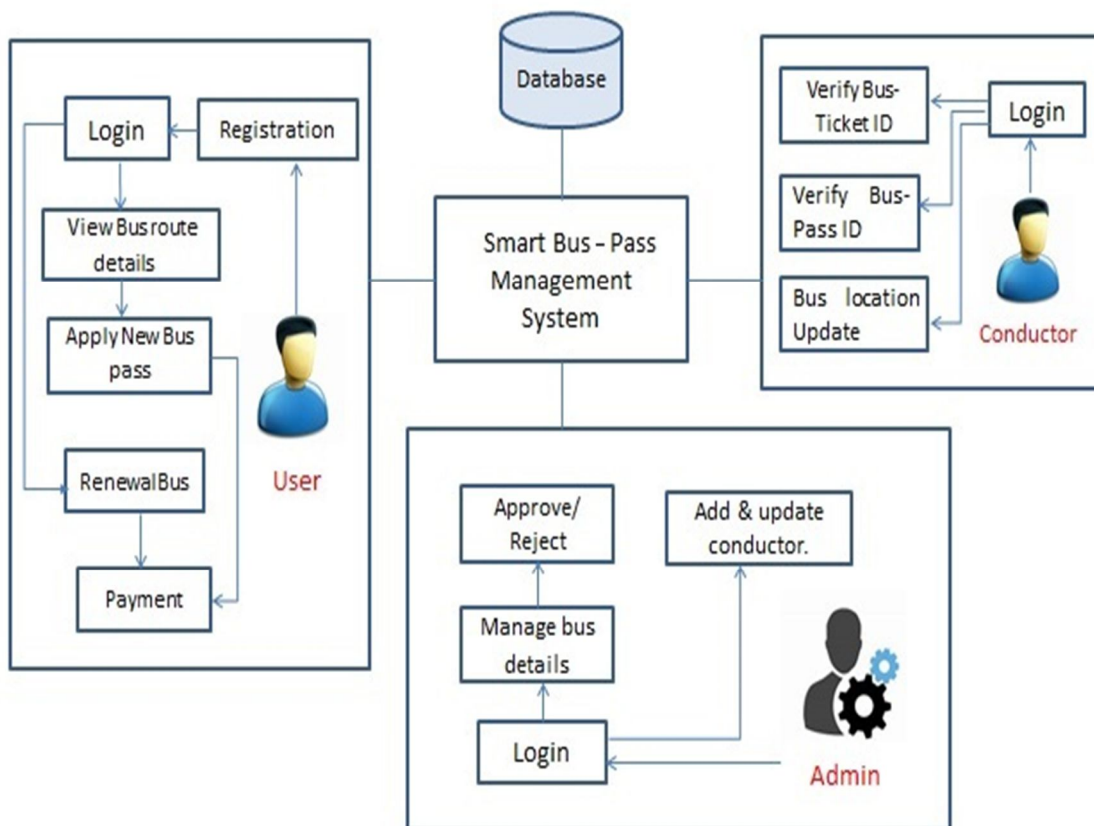 Database
Login
Registration
View Bus route
details
Apply New Bus
pass
Renewal Bus
Payment
User
Smart Bus – Pass
Management
System
Verify Bus-
Ticket ID
Login
Verify Bus-
Pass ID
Bus location
Update
Conductor
Approve/
Reject
Add & update
conductor.
Manage bus
details
Login
Admin